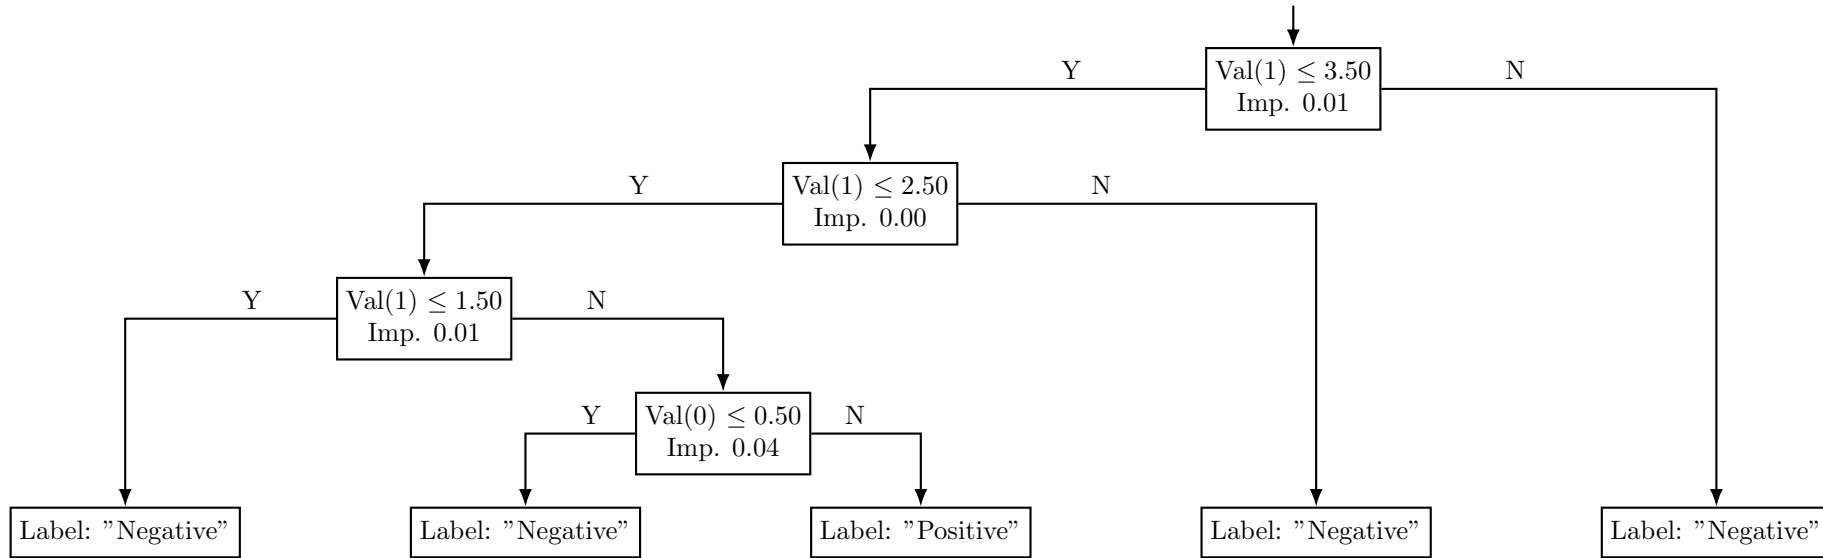 Val(1) ≤ 3.50
Imp. 0.01
Y
N
Val(1) ≤ 2.50
Imp. 0.00
Y
N
Val(1) ≤ 1.50
Imp. 0.01
Y
N
Val(0) ≤ 0.50
Imp. 0.04
Y
N
Label: ”Negative”
Label: ”Negative”
Label: ”Positive”
Label: ”Negative”
Label: ”Negative”